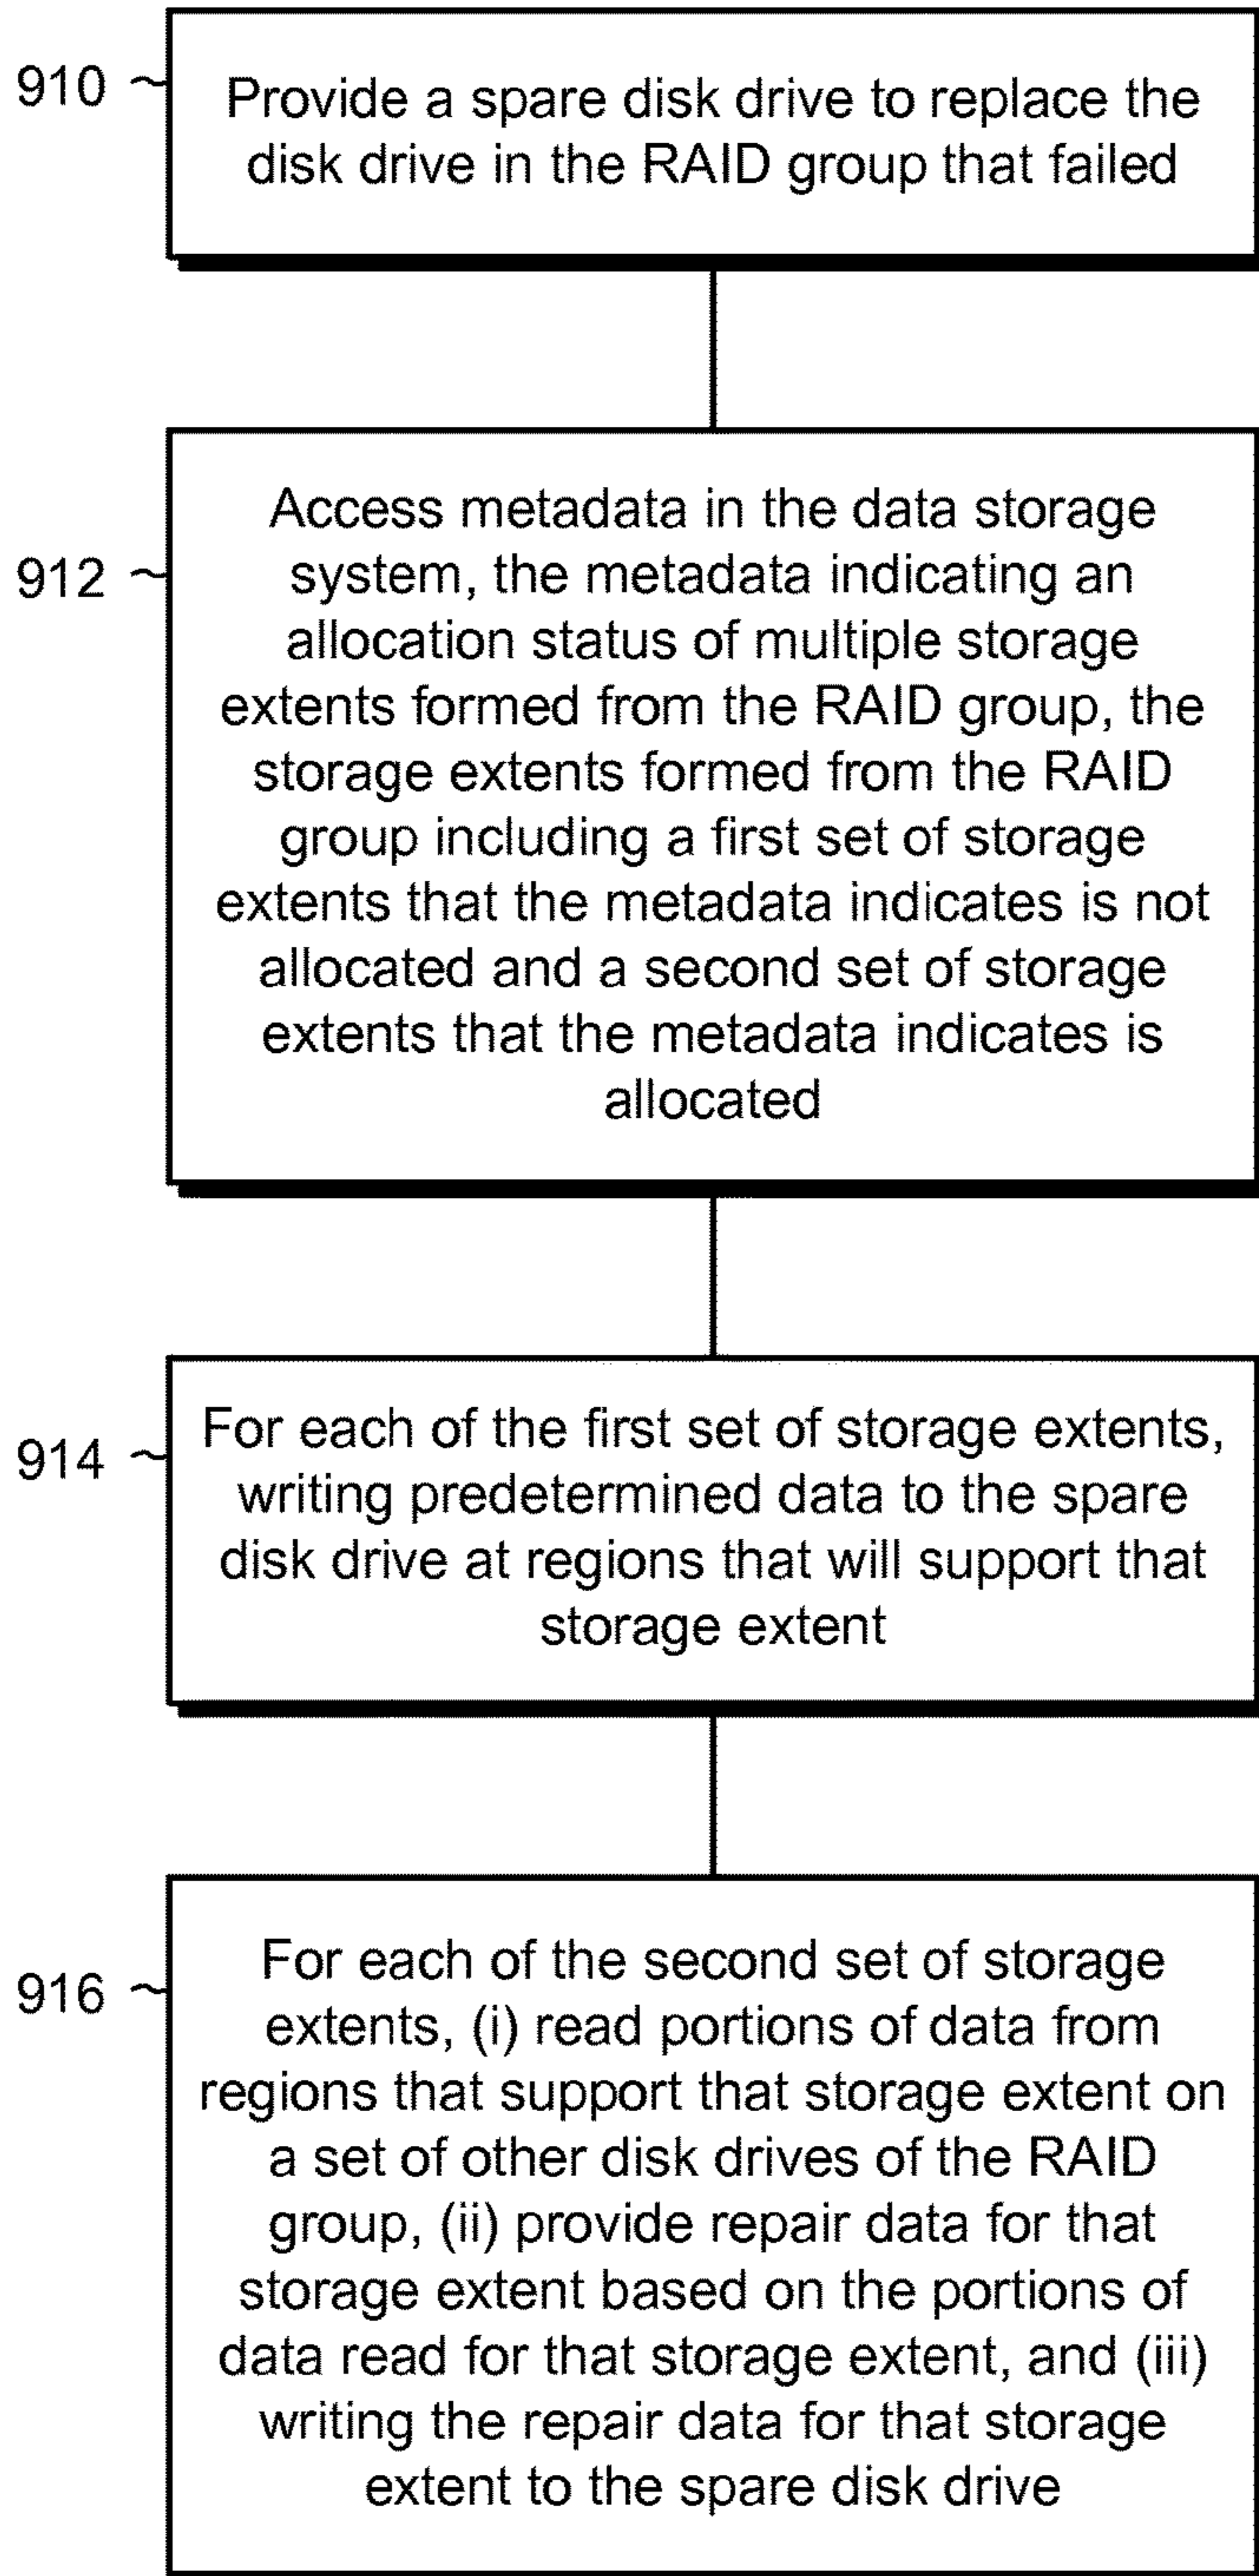 910
Provide a spare disk drive to replace the
disk drive in the RAID group that failed
912
Access metadata in the data storage
system, the metadata indicating an
allocation status of multiple storage
extents formed from the RAID group, the
storage extents formed from the RAID
group including a first set of storage
extents that the metadata indicates is not
allocated and a second set of storage
extents that the metadata indicates is
allocated
914
For each of the first set of storage extents,
writing predetermined data to the spare
disk drive at regions that will support that
storage extent
916
For each of the second set of storage
extents, (i) read portions of data from
regions that support that storage extent on
a set of other disk drives of the RAID
group, (ii) provide repair data for that
storage extent based on the portions of
data read for that storage extent, and (iii)
writing the repair data for that storage
extent to the spare disk drive